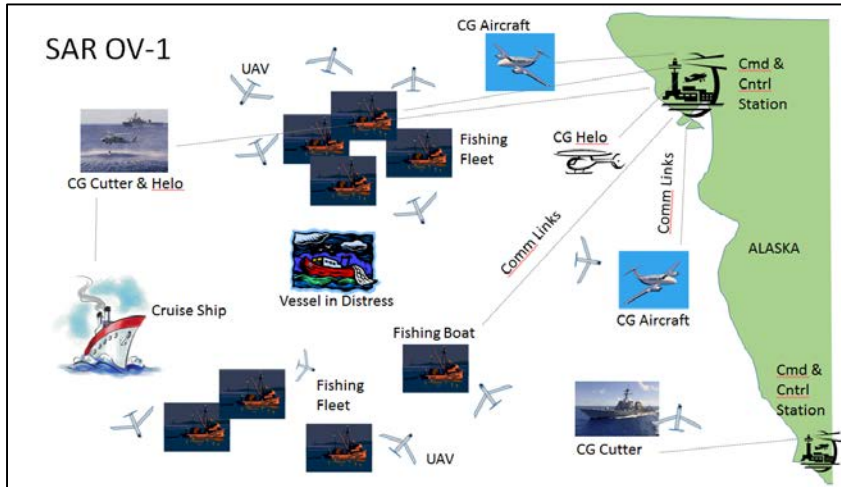 SAR OV-1
CG Aircraft
UAV
Cmd &
Cntrl
Station
Fishing
Fleet
CG Helo
CG Cutter & Helo
Comm Links
Comm Links
ALASKA
Vessel in Distress
Cruise Ship
CG Aircraft
Fishing Boat
Fishing
Fleet
Cmd &
Cntrl
Station
UAV
CG Cutter